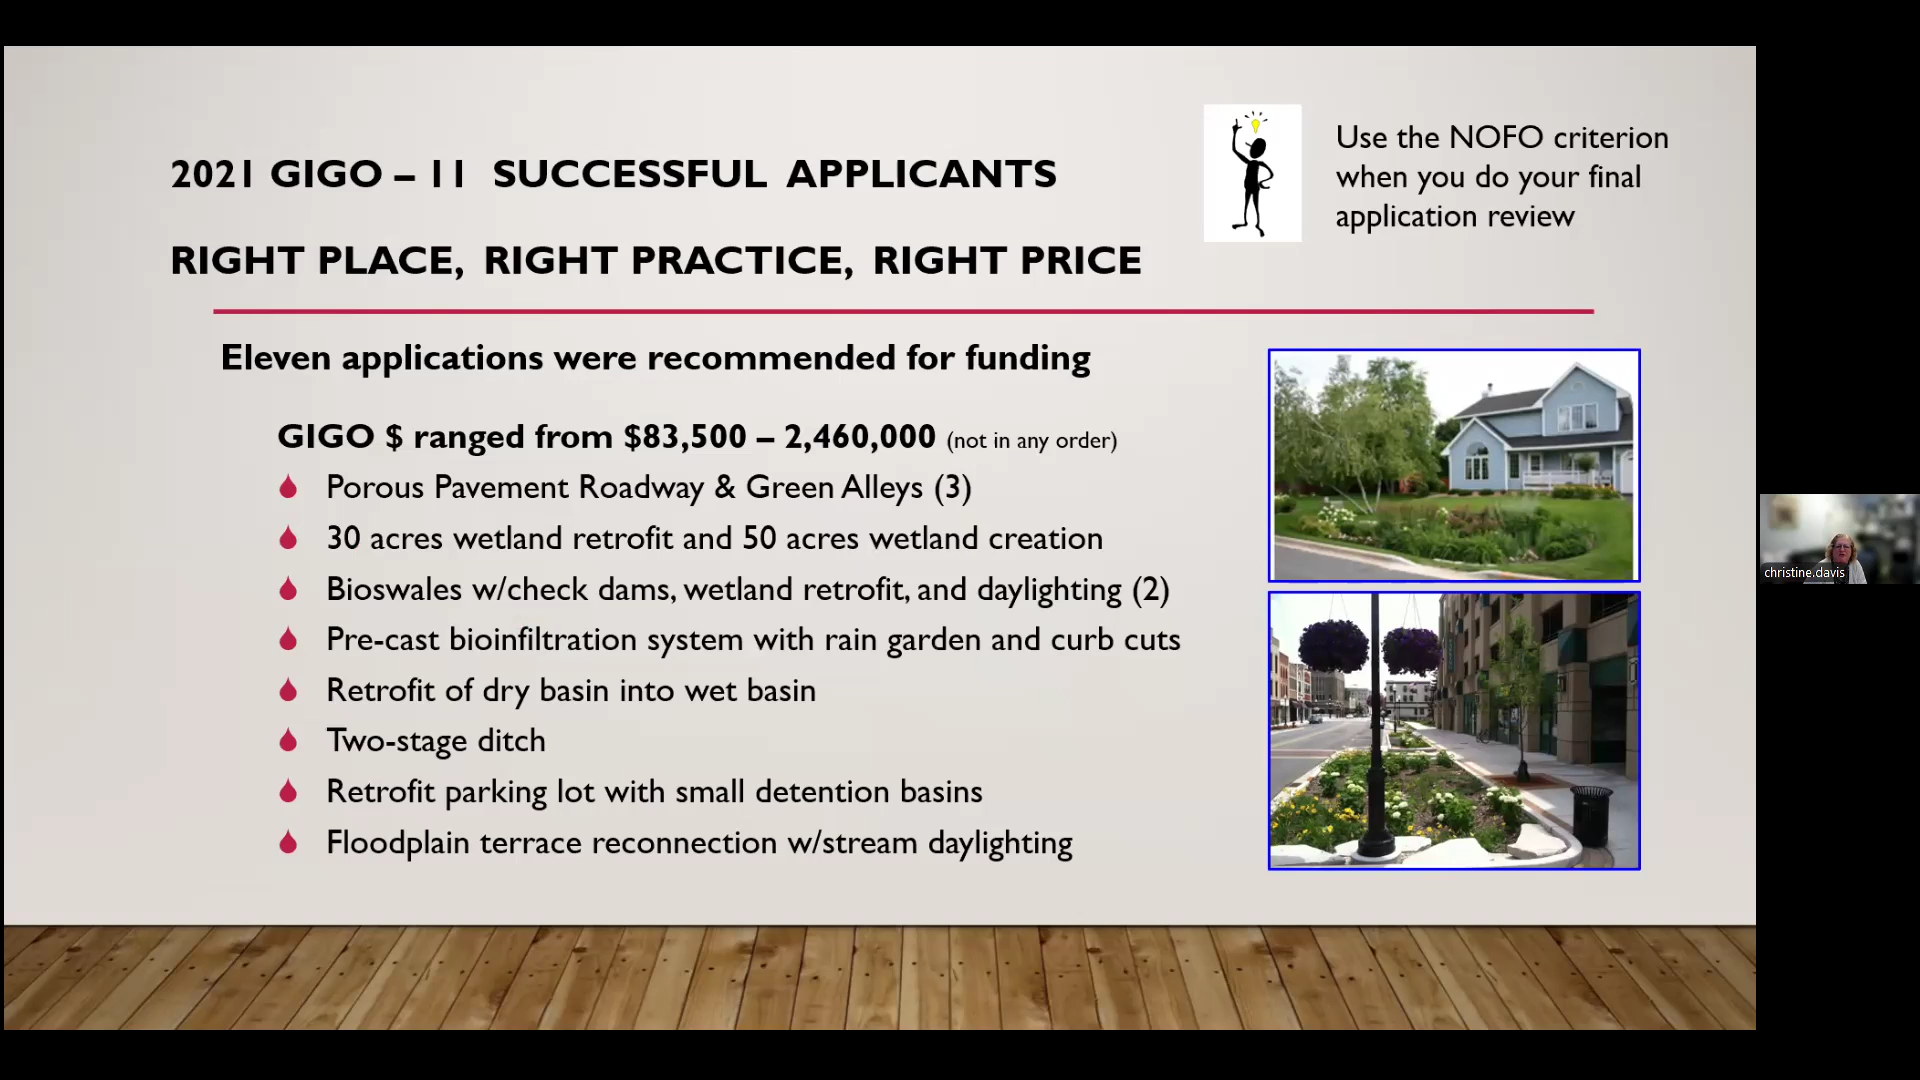 2021 GIGO – 11 SUCCESSFUL APPLICANTS
RIGHT PLACE, RIGHT PRACTICE, RIGHT PRICE
Use the NOFO criterion
when you do your final
application review
Eleven applications were recommended for funding
GIGO $ ranged from $83,500 – 2,460,000 (not in any order)
Porous Pavement Roadway & Green Alleys (3)
30 acres wetland retrofit and 50 acres wetland creation
Bioswales w/check dams, wetland retrofit, and daylighting (2)
Pre-cast bioinfiltration system with rain garden and curb cuts
Retrofit of dry basin into wet basin
Two-stage ditch
Retrofit parking lot with small detention basins
Floodplain terrace reconnection w/stream daylighting
christine.davis